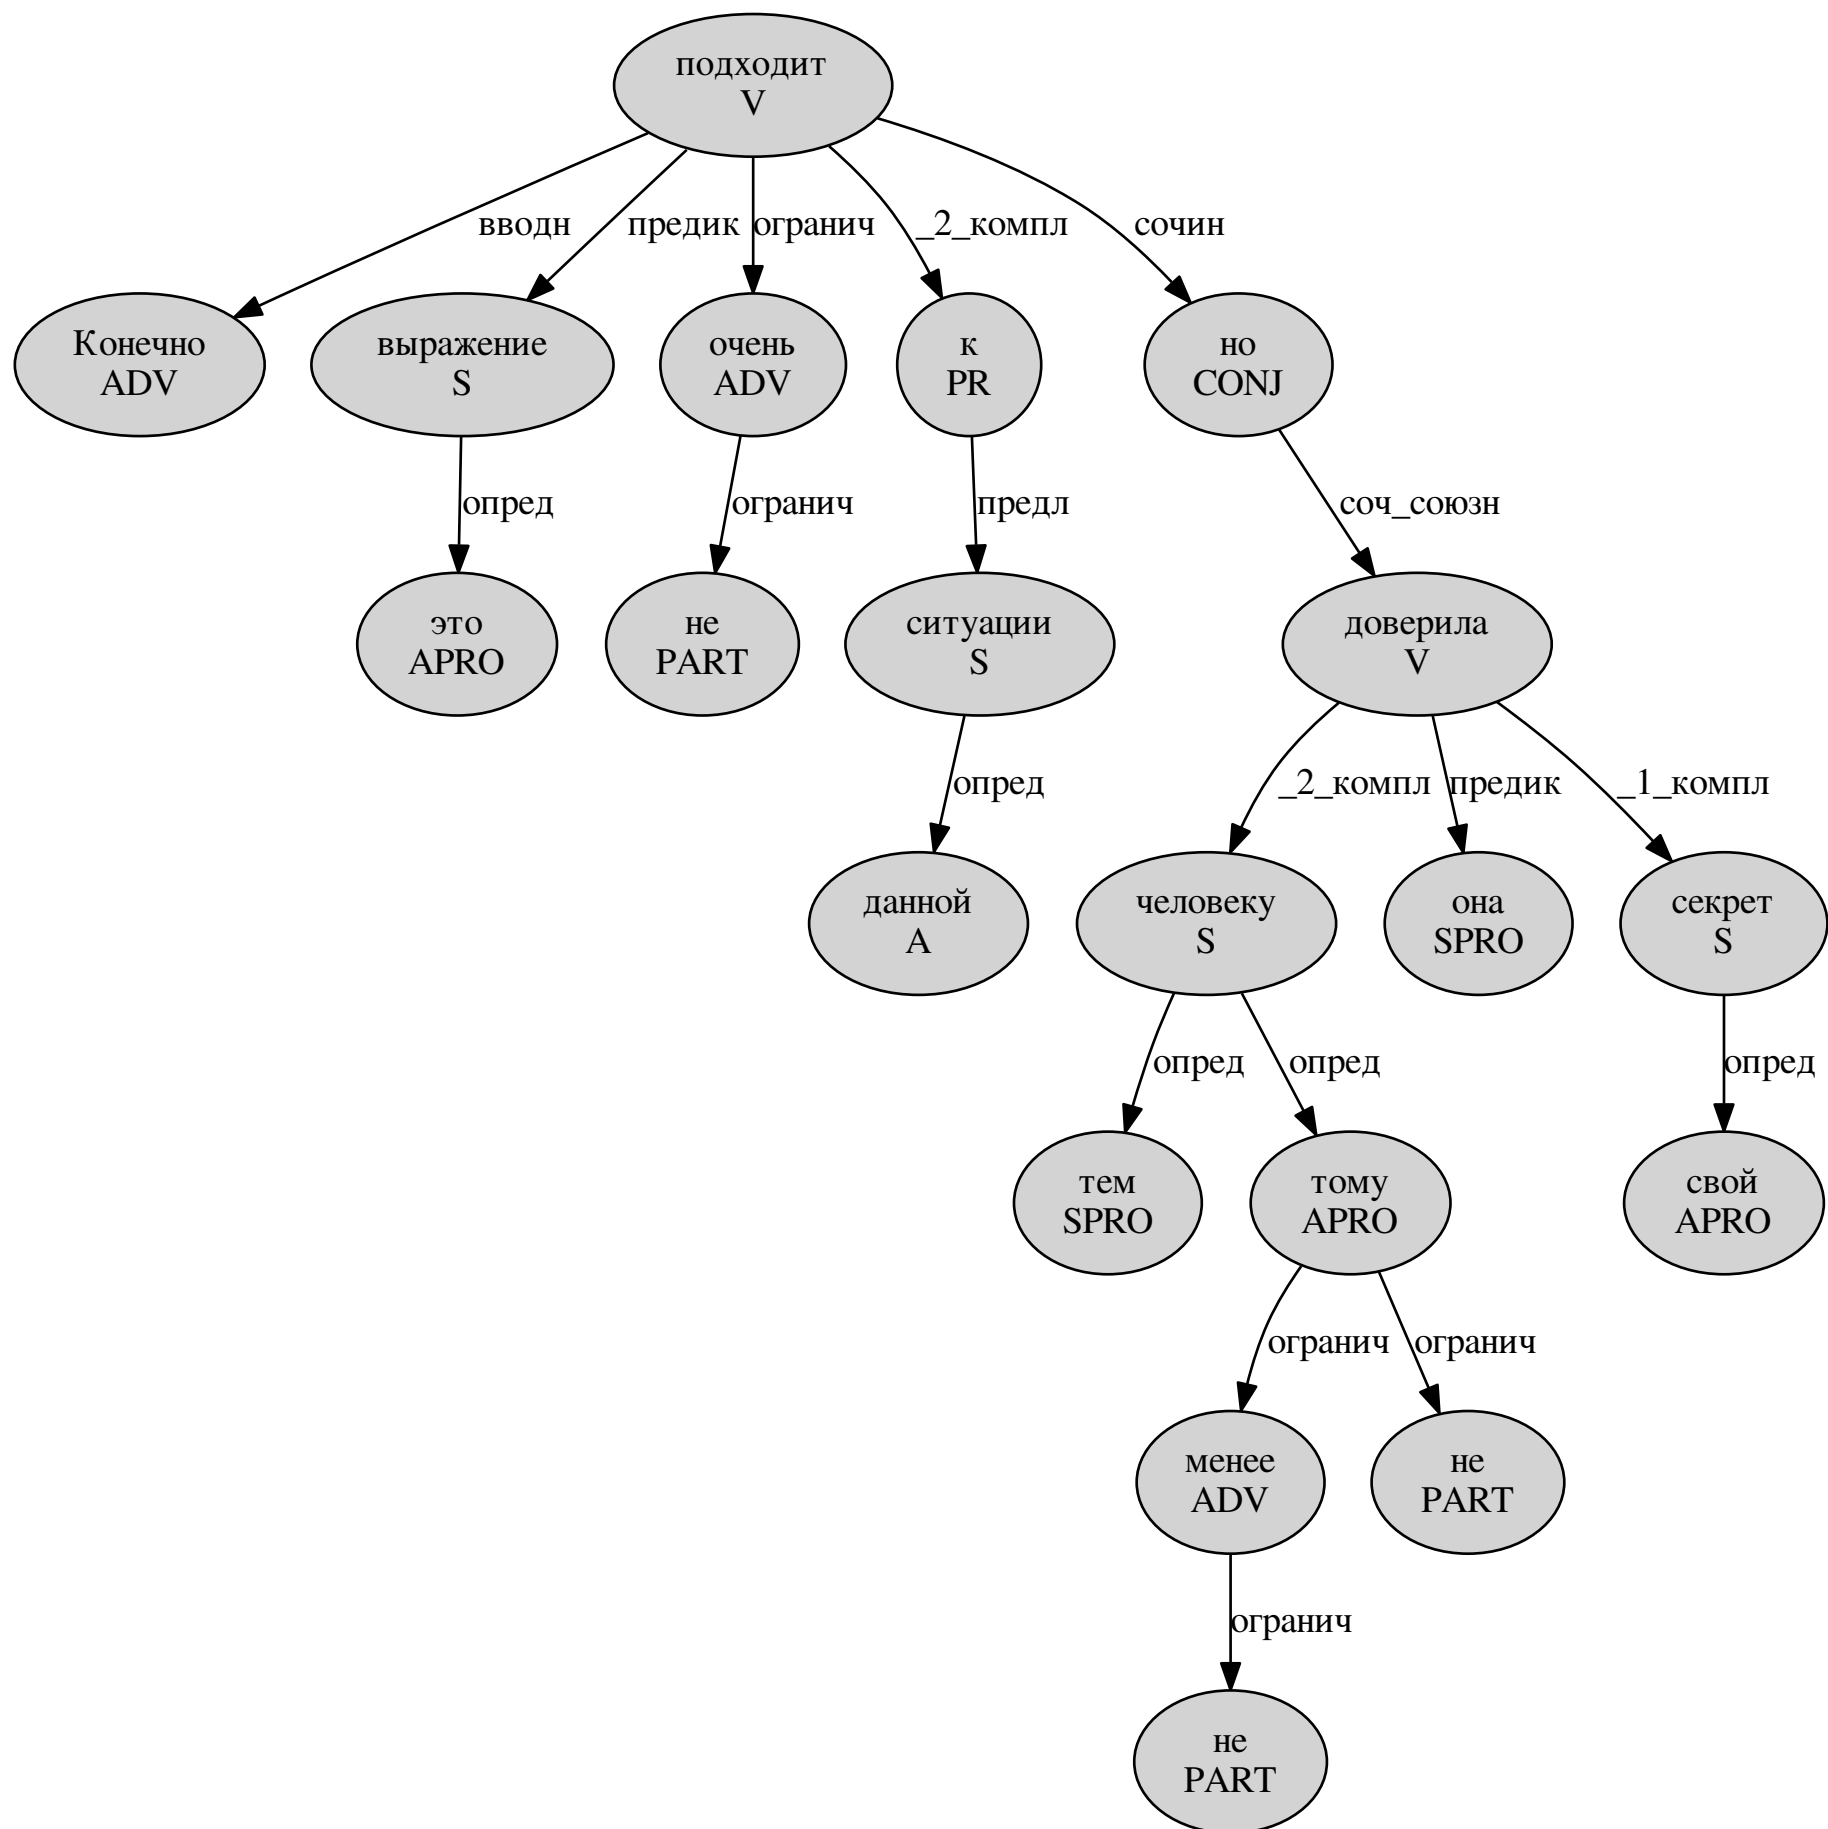 подходит
V
вводн
предик
огранич
_2_компл
сочин
Конечно
ADV
выражение
S
очень
ADV
к
PR
но
CONJ
опред
огранич
предл
соч_союзн
это
APRO
не
PART
ситуации
S
доверила
V
опред
_2_компл
предик
_1_компл
данной
A
человеку
S
она
SPRO
секрет
S
опред
опред
опред
тем
SPRO
тому
APRO
свой
APRO
огранич
огранич
менее
ADV
не
PART
огранич
не
PART